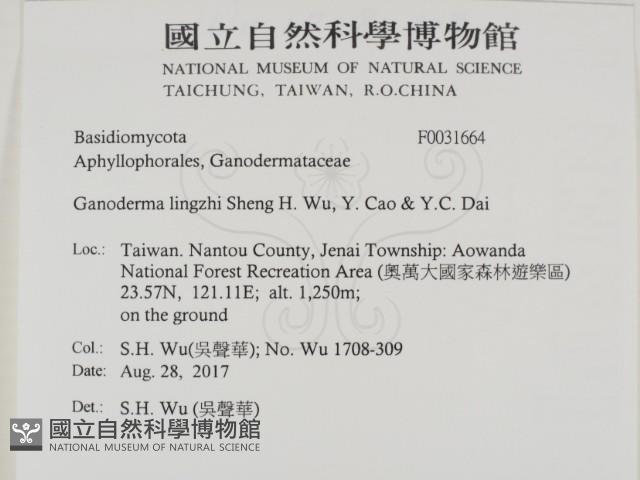 國立自然科學博物館
NATIONAL MUSEUM OF NATURAL SCIENCE
TAICHUNG, TAIWAN, R.O.CHINA
Basidiomycota F0031664
Aphyllophorales, Ganodermataceae
Ganoderma lingzhi Sheng H. Wu, Y. Cao & Y.C. Dai
Loc.: Taiwan. Nantou County, Jenai Township: Aowanda
National Forest Recreation Area (奧萬大國家森林遊樂區)
23.57N, 121.11E; alt. 1,250m;
on the ground
Col.: S.H. Wu(吳聲華); No. Wu 1708-309
Date: Aug. 28, 2017
Det.: S.H. Wu (吳聲華)
國立自然科學博物館
NATIONAL MUSEUM OF NATURAL SCIENCE